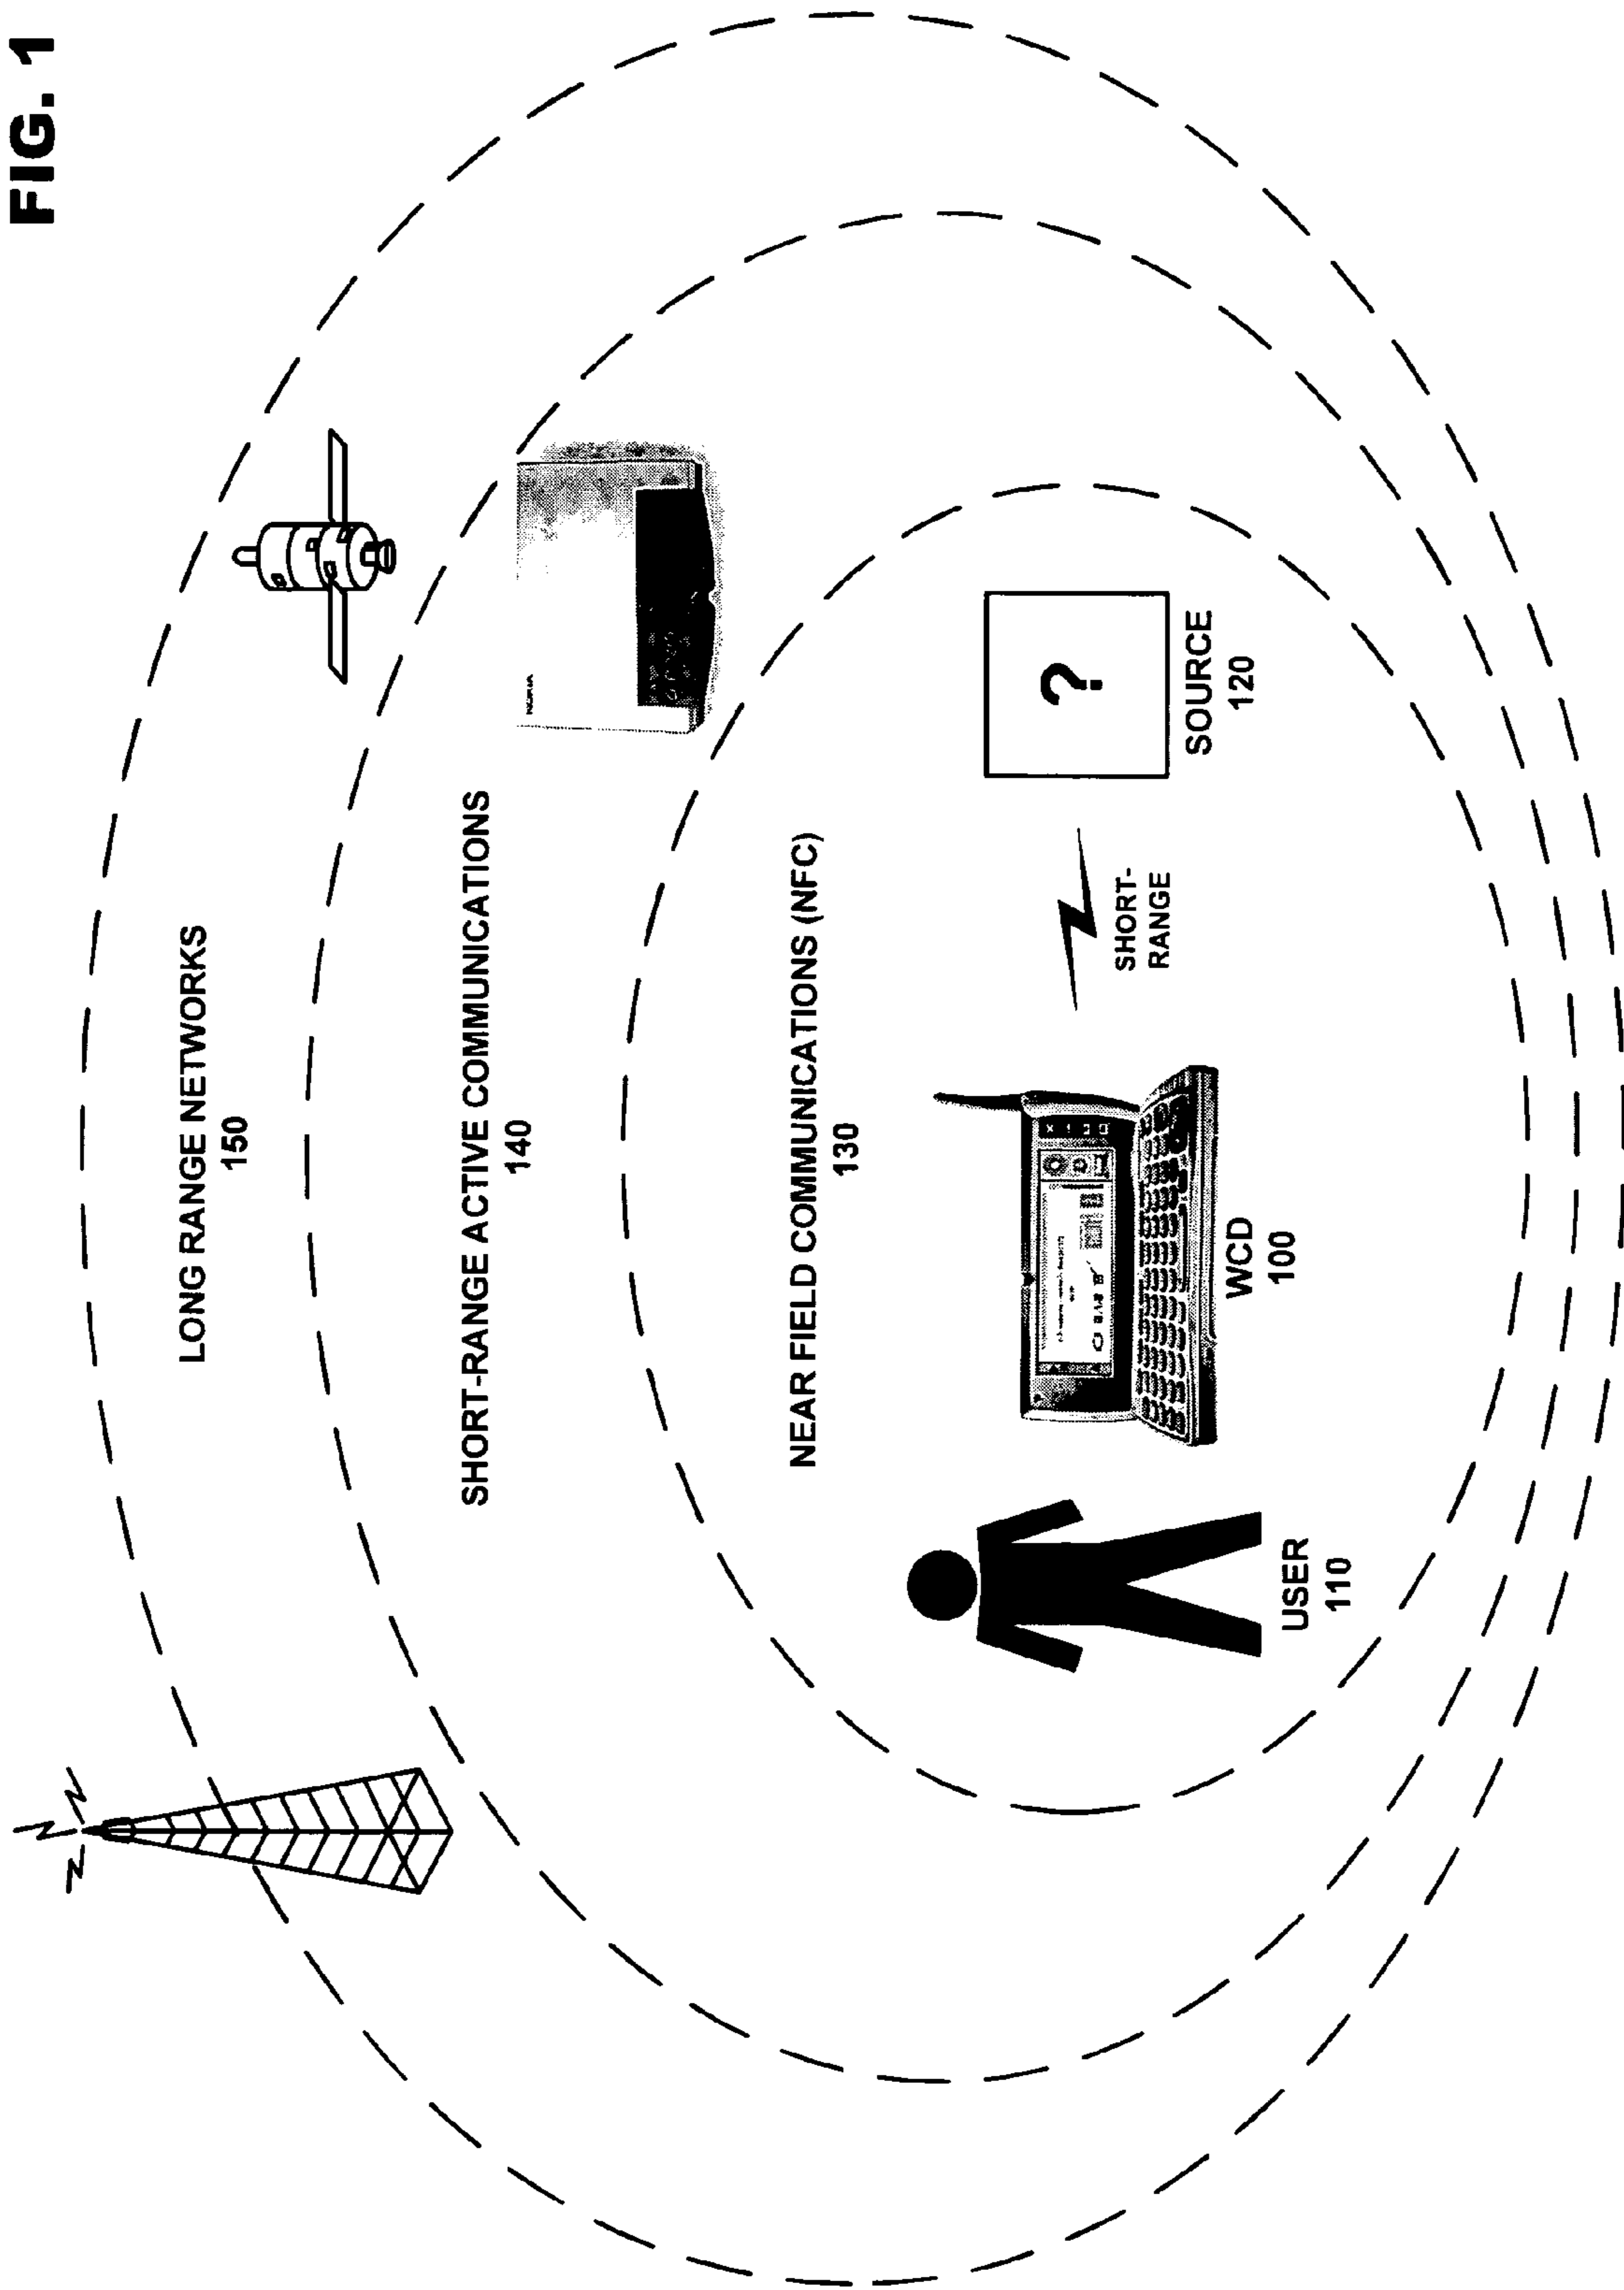 FIG. 1
LONG RANGE NETWORKS
150
SHORT-RANGE ACTIVE COMMUNICATIONS
140
NOKIA
NEAR FIELD COMMUNICATIONS (NFC)
130
?
SHORT-
RANGE
SOURCE
120
WCD
100
USER
110